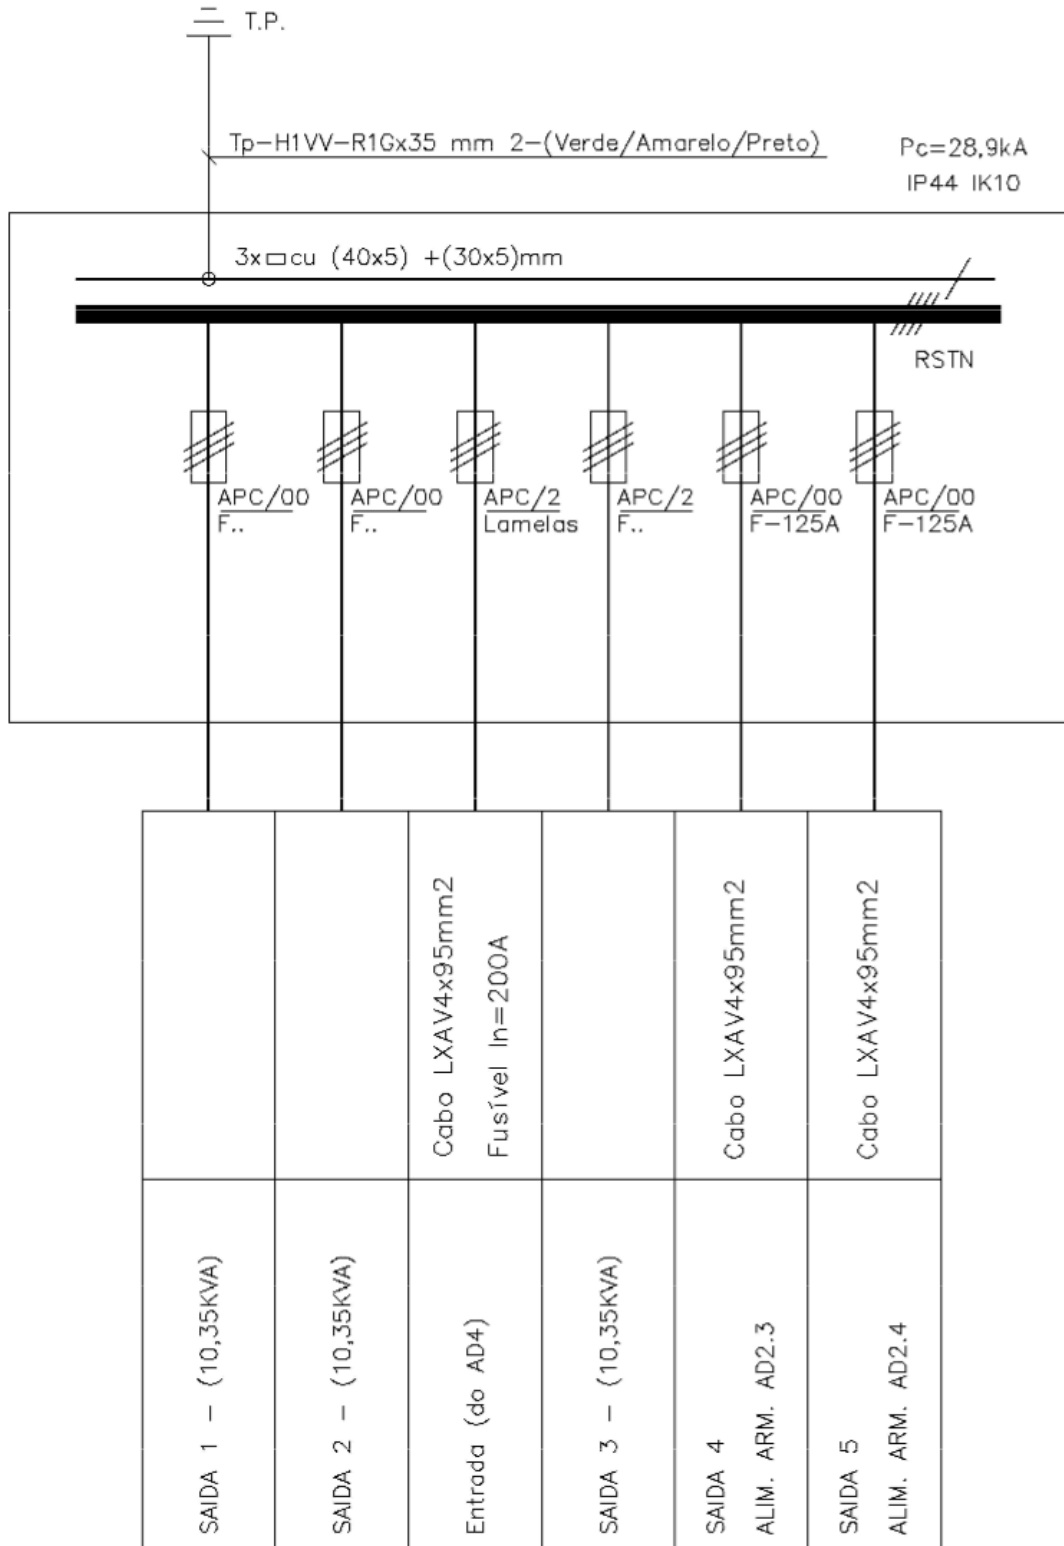 T.P.
Tp-H1VV-R1Gx35 mm 2-(Verde/Amarelo/Preto)
Pc=28,9kA
IP44 IK10
3x▭cu (40x5) +(30x5)mm
RSTN
APC/00
F..
APC/00
F..
APC/2
Lamelas
APC/2
F..
APC/00
F-125A
APC/00
F-125A
Cabo LXAV4x95mm2
Fusível In=200A
Cabo LXAV4x95mm2
Cabo LXAV4x95mm2
SAIDA 1 - (10,35KVA)
SAIDA 2 - (10,35KVA)
Entrada (do AD4)
SAIDA 3 - (10,35KVA)
SAIDA 4
ALIM. ARM. AD2.3
SAIDA 5
ALIM. ARM. AD2.4